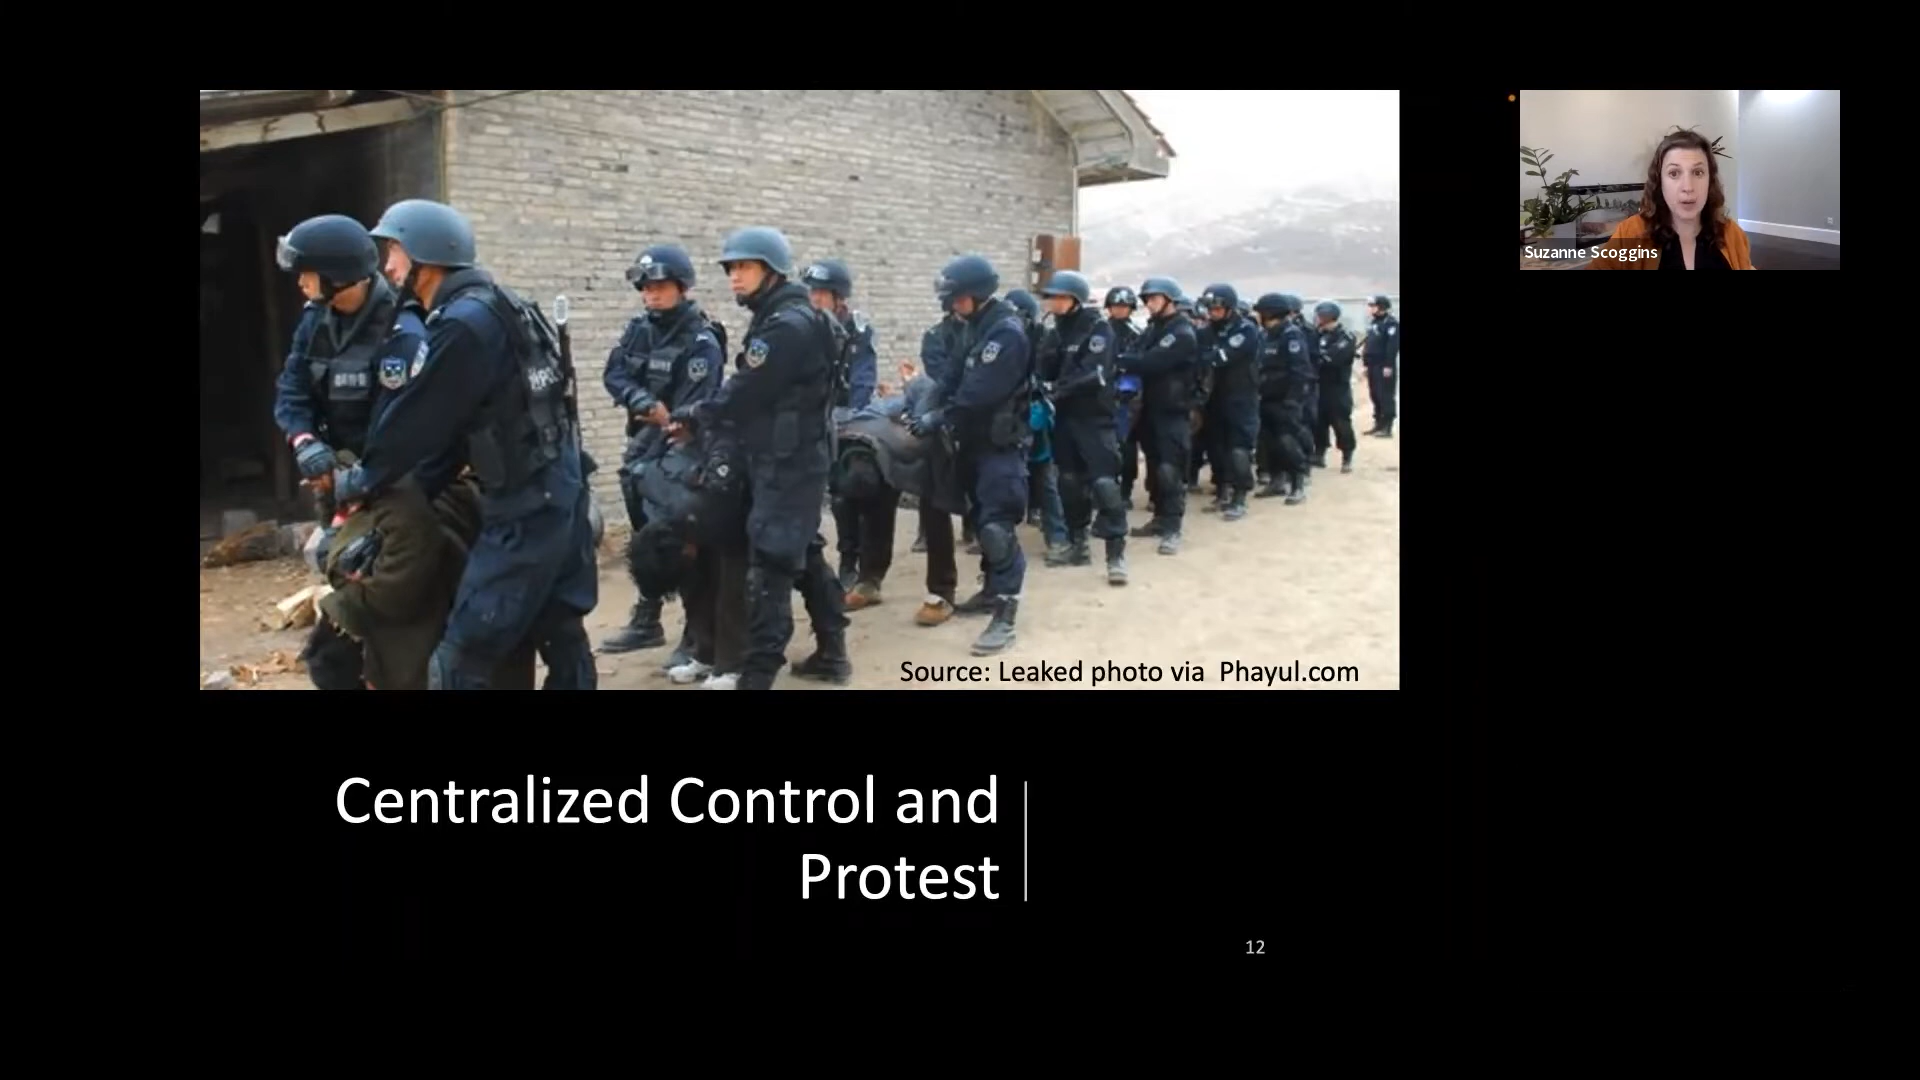 Suzanne Scoggins
Source: Leaked photo via Phayul.com
Centralized Control and
Protest
12